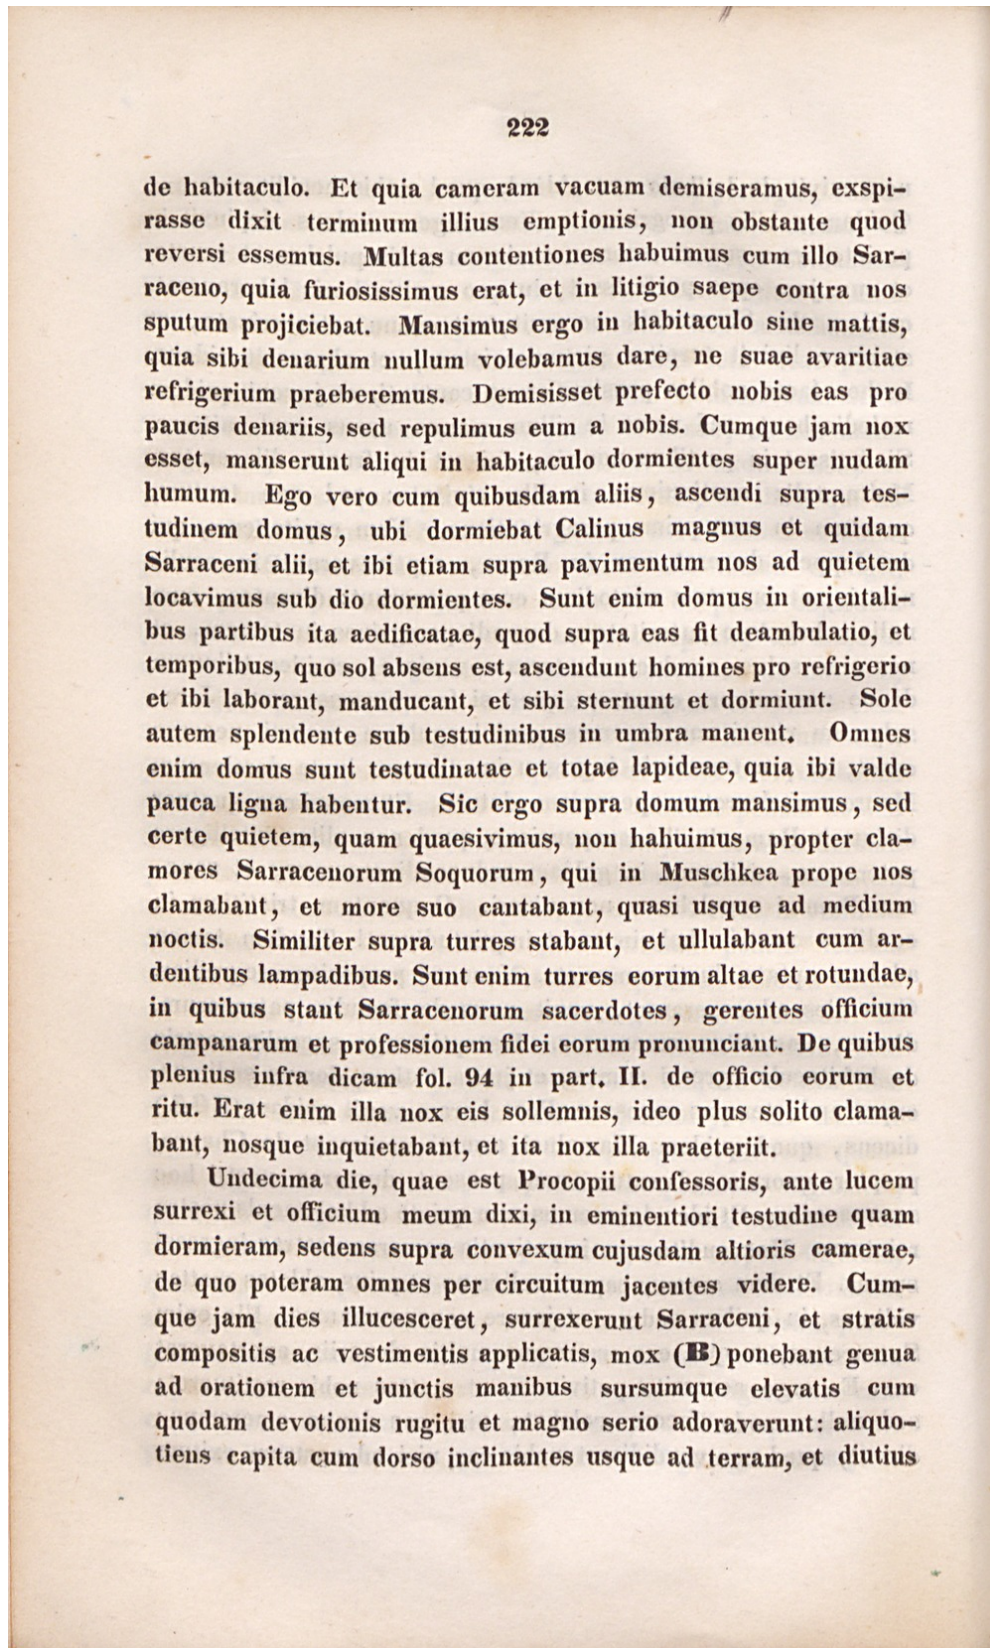 222
de habitaculo. Et quia cameram vacuam demiseramus, exspi-
rasse dixit terminum illius emptionis, non obstante quod
reversi essemus. Multas contentiones habuimus cum illo Sar-
raceno, quia furiosissimus erat, et in litigio saepe contra nos
sputum projiciebat. Mansimus ergo in habitaculo sine mattis,
quia sibi denarium nullum volebamus dare, ne suae avaritiae
refrigerium praeberemus. Demisisset prefecto nobis eas pro
paucis denariis, sed repulimus eum a nobis. Cumque jam nox
esset, manserunt aliqui in habitaculo dormientes super nudam
humum. Ego vero cum quibusdam aliis, ascendi supra tes-
tudinem domus, ubi dormiebat Calinus magnus et quidam
Sarraceni alii, et ibi etiam supra pavimentum nos ad quietem
locavimus sub dio dormientes. Sunt enim domus in orientali-
bus partibus ita aedificatae, quod supra eas fit deambulatio, et
temporibus, quo sol absens est, ascendunt homines pro refrigerio
et ibi laborant, manducant, et sibi sternunt et dormiunt. Sole
autem splendente sub testudinibus in umbra manent. Omnes
enim domus sunt testudinatae et totae lapideae, quia ibi valde
pauca ligna habentur. Sic ergo supra domum mansimus, sed
certe quietem, quam quaesivimus, non hahuimus, propter cla-
mores Sarracenorum Soquorum, qui in Muschkea prope nos
clamabant, et more suo cantabant, quasi usque ad medium
noctis. Similiter supra turres stabant, et ullulabant cum ar-
dentibus lampadibus. Sunt enim turres eorum altae et rotundae,
in quibus stant Sarracenorum sacerdotes, gerentes officium
campanarum et professionem fidei eorum pronunciant. De quibus
plenius infra dicam fol. 94 in part. II. de officio eorum et
ritu. Erat enim illa nox eis sollemnis, ideo plus solito clama-
bant, nosque inquietabant, et ita nox illa praeteriit.
Undecima die, quae est Procopii confessoris, ante lucem
surrexi et officium meum dixi, in eminentiori testudine quam
dormieram, sedens supra convexum cujusdam altioris camerae,
de quo poteram omnes per circuitum jacentes videre. Cum-
que jam dies illucesceret, surrexerunt Sarraceni, et stratis
compositis ac vestimentis applicatis, mox (B) ponebant genua
ad orationem et junctis manibus sursumque elevatis cum
quodam devotionis rugitu et magno serio adoraverunt: aliquo-
tiens capita cum dorso inclinantes usque ad terram, et diutius